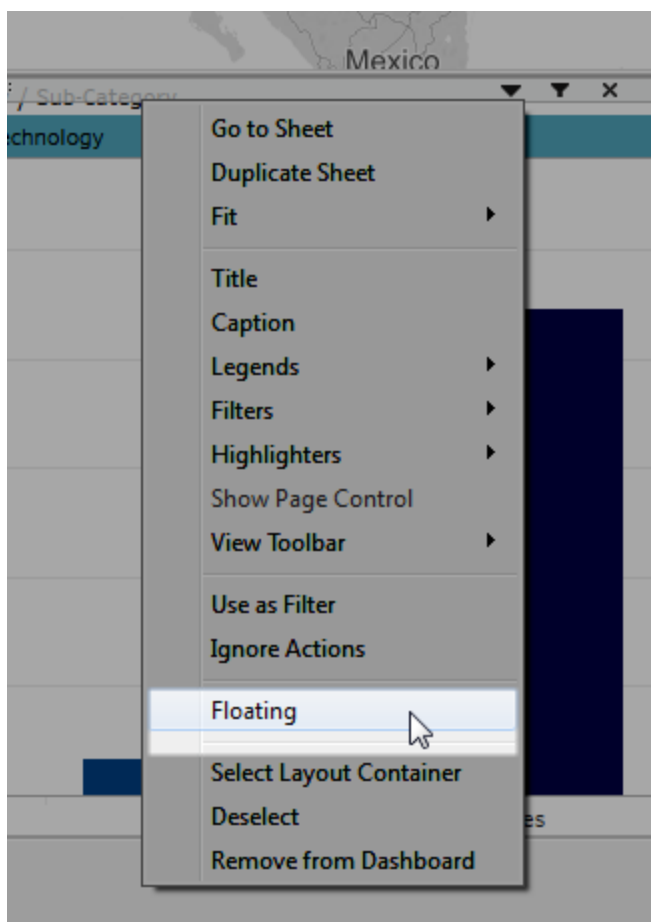 Mexico
/ Sub-Category
echnology
Go to Sheet
Duplicate Sheet
Fit
Title
Caption
Legends
Filters
Highlighters
Show Page Control
View Toolbar
Use as Filter
Ignore Actions
Floating
Select Layout Container
Deselect
es
Remove from Dashboard